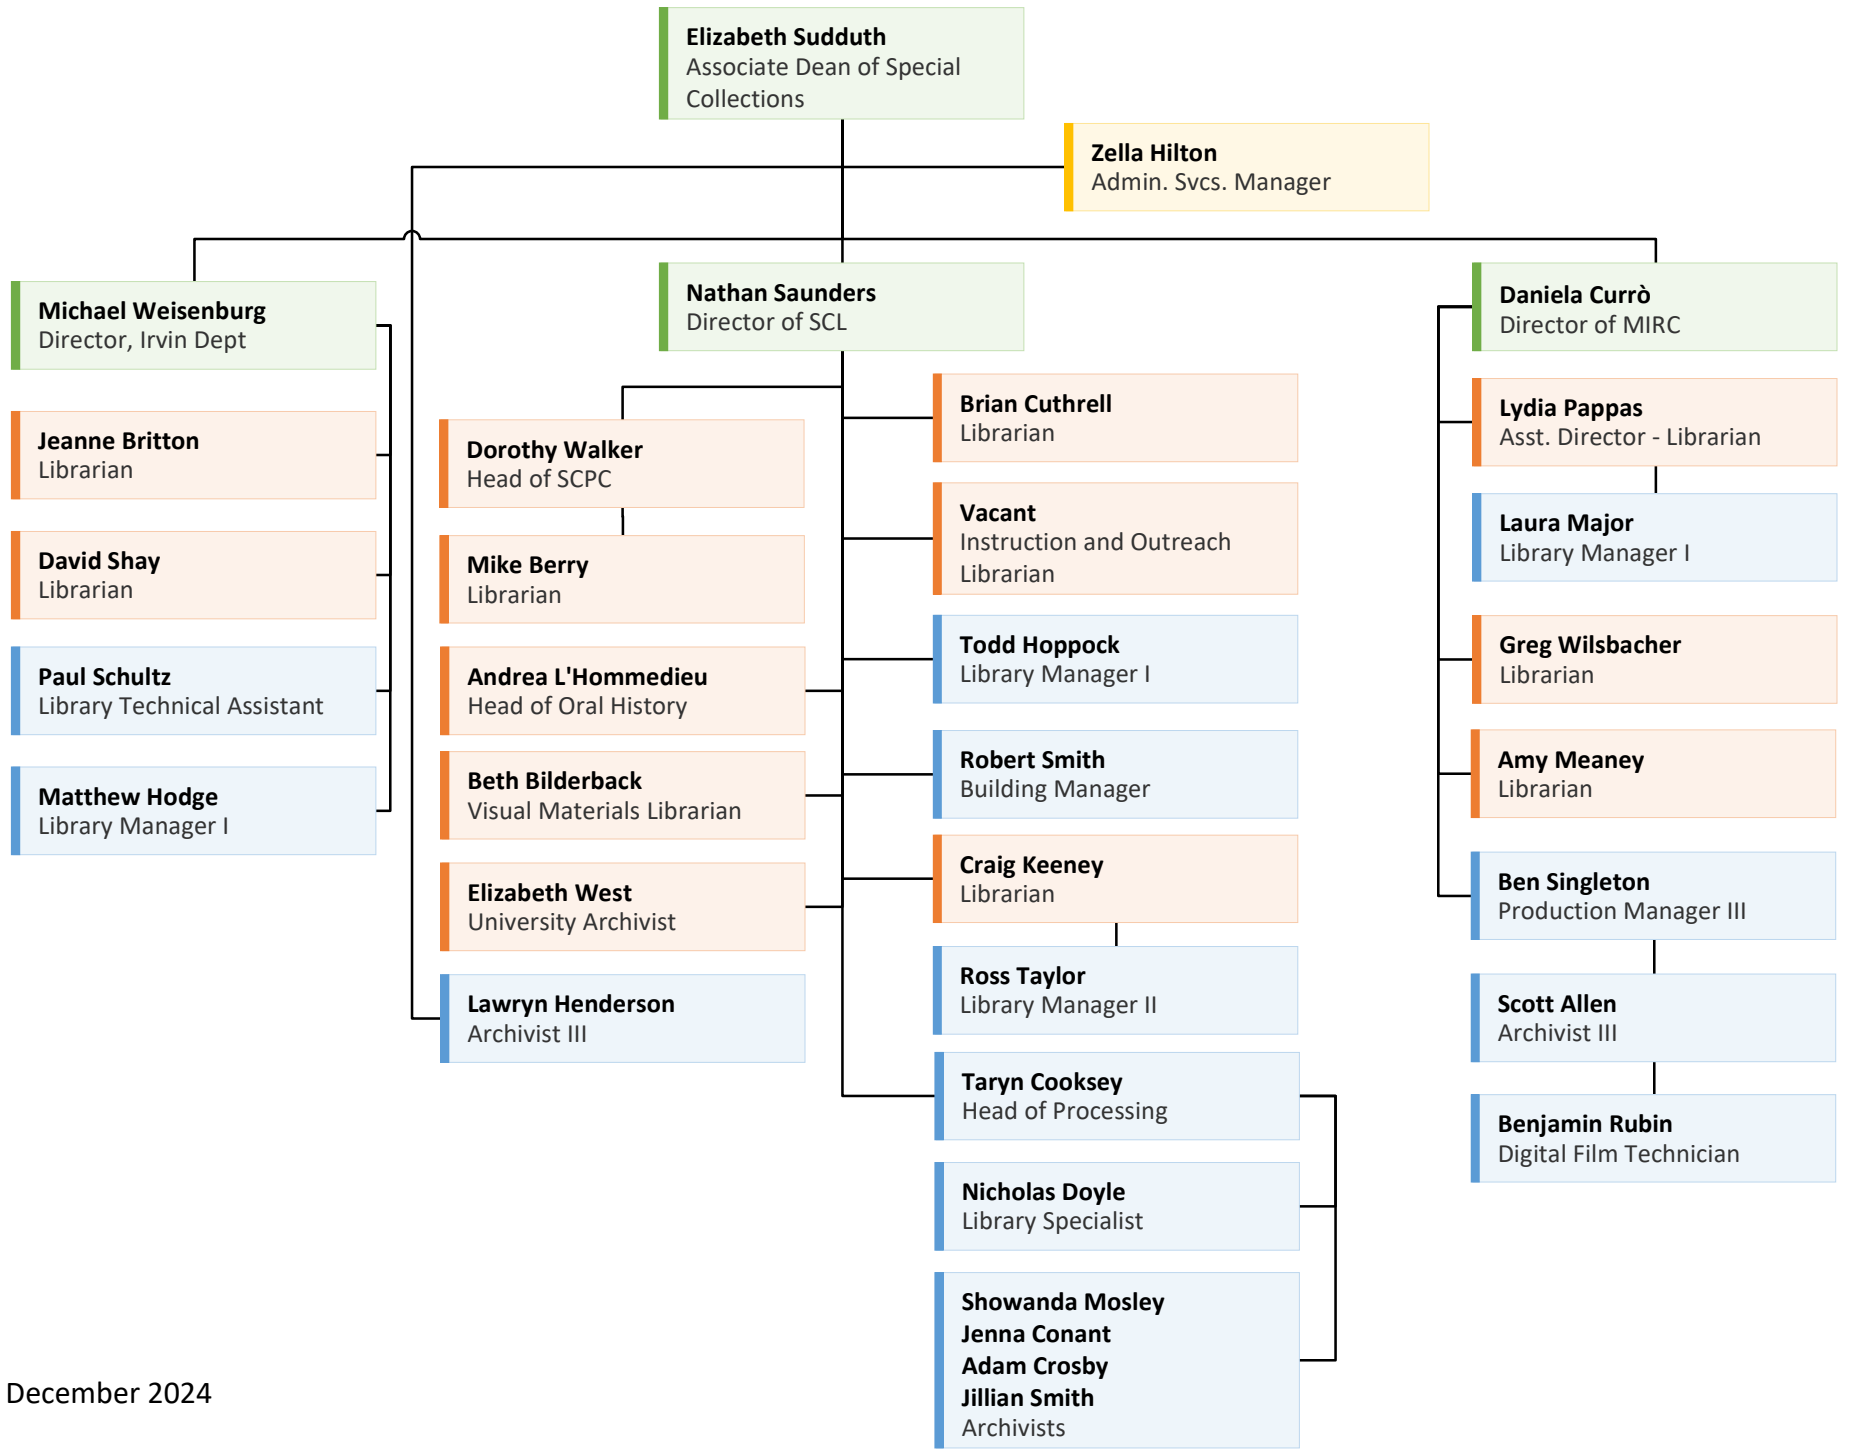 Elizabeth Sudduth
Associate Dean of Special
Collections
Zella Hilton
Admin. Svcs. Manager
Michael Weisenburg
Director, Irvin Dept
Jeanne Britton
Librarian
David Shay
Librarian
Paul Schultz
Library Technical Assistant
Matthew Hodge
Library Manager I
Nathan Saunders
Director of SCL
Dorothy Walker
Head of SCPC
Mike Berry
Librarian
Andrea L'Hommedieu
Head of Oral History
Beth Bilderback
Visual Materials Librarian
Elizabeth West
University Archivist
Lawryn Henderson
Archivist III
Brian Cuthrell
Librarian
Vacant
Instruction and Outreach
Librarian
Todd Hoppock
Library Manager I
Robert Smith
Building Manager
Craig Keeney
Librarian
Ross Taylor
Library Manager II
Taryn Cooksey
Head of Processing
Nicholas Doyle
Library Specialist
Showanda Mosley
Jenna Conant
Adam Crosby
Jillian Smith
Archivists
Daniela Currò
Director of MIRC
Lydia Pappas
Asst. Director - Librarian
Laura Major
Library Manager I
Greg Wilsbacher
Librarian
Amy Meaney
Librarian
Ben Singleton
Production Manager III
Scott Allen
Archivist III
Benjamin Rubin
Digital Film Technician
December 2024